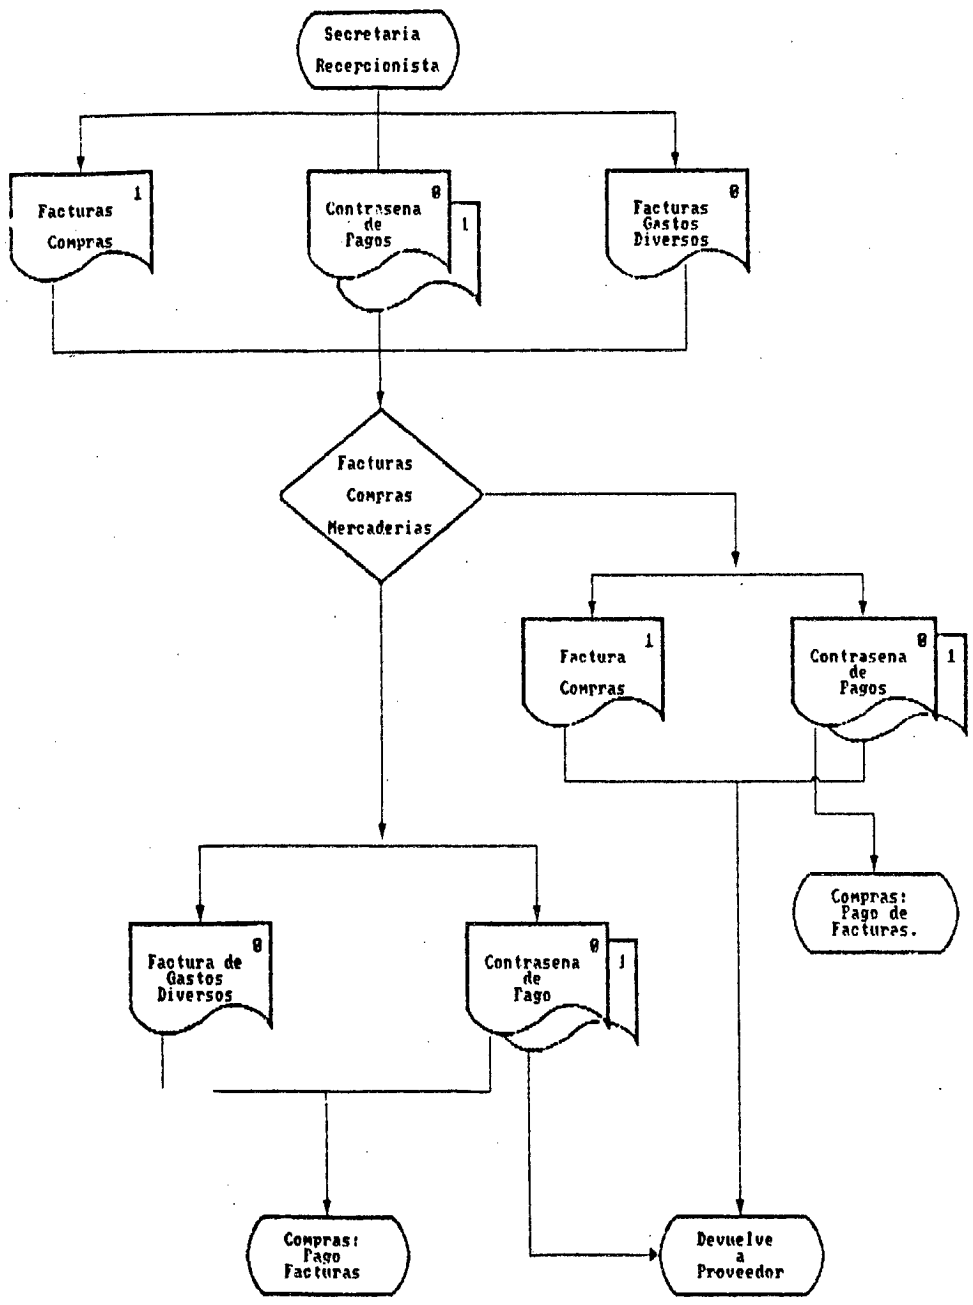 Secretaria
Recepcionista
1
Facturas
Compras
0
Contrasena
de
Pagos
1
0
Facturas
Gastos
Diversos
Facturas
Compras
Mercaderias
1
Factura
Compras
0
Contrasena
de
Pagos
1
Compras:
Pago de
Facturas.
0
Factura de
Gastos
Diversos
0
Contrasena
de
Pago
1
Compras:
Pago
Facturas
Devuelve
a
Proveedor